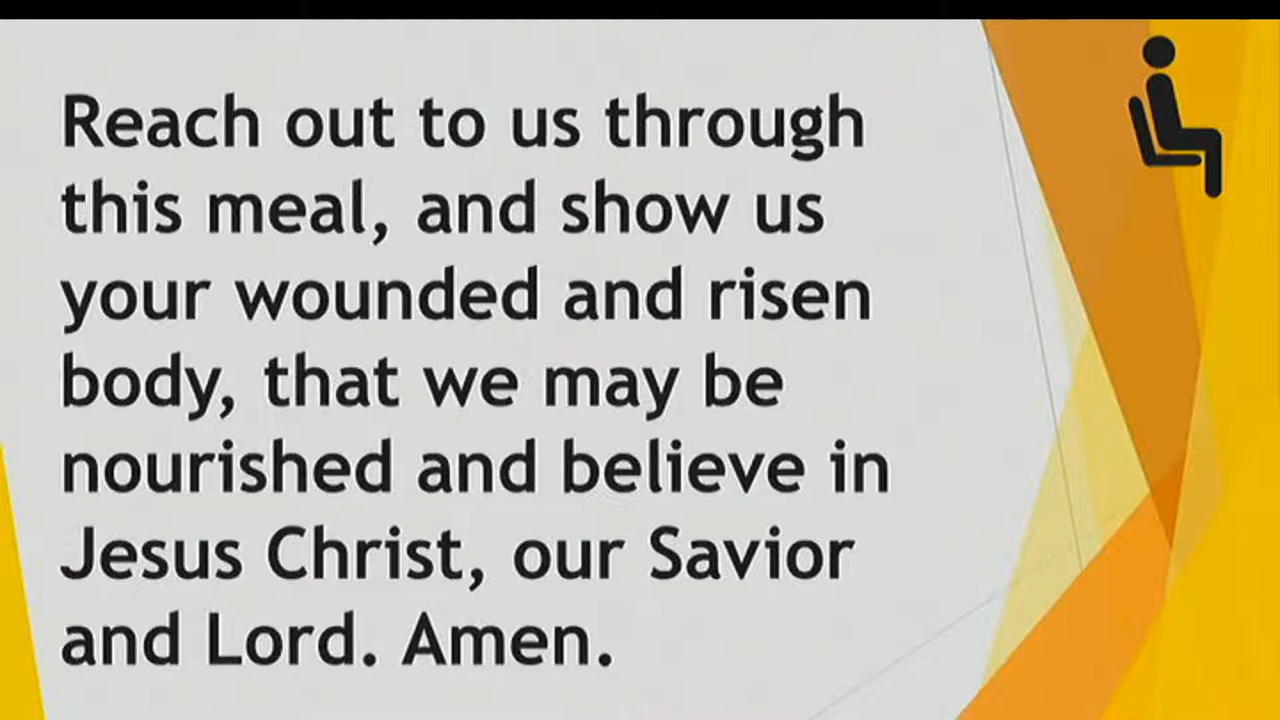 Reach out to us through
this meal, and show us
your wounded and risen
body, that we may be
nourished and believe in
Jesus Christ, our Savior
and Lord. Amen.